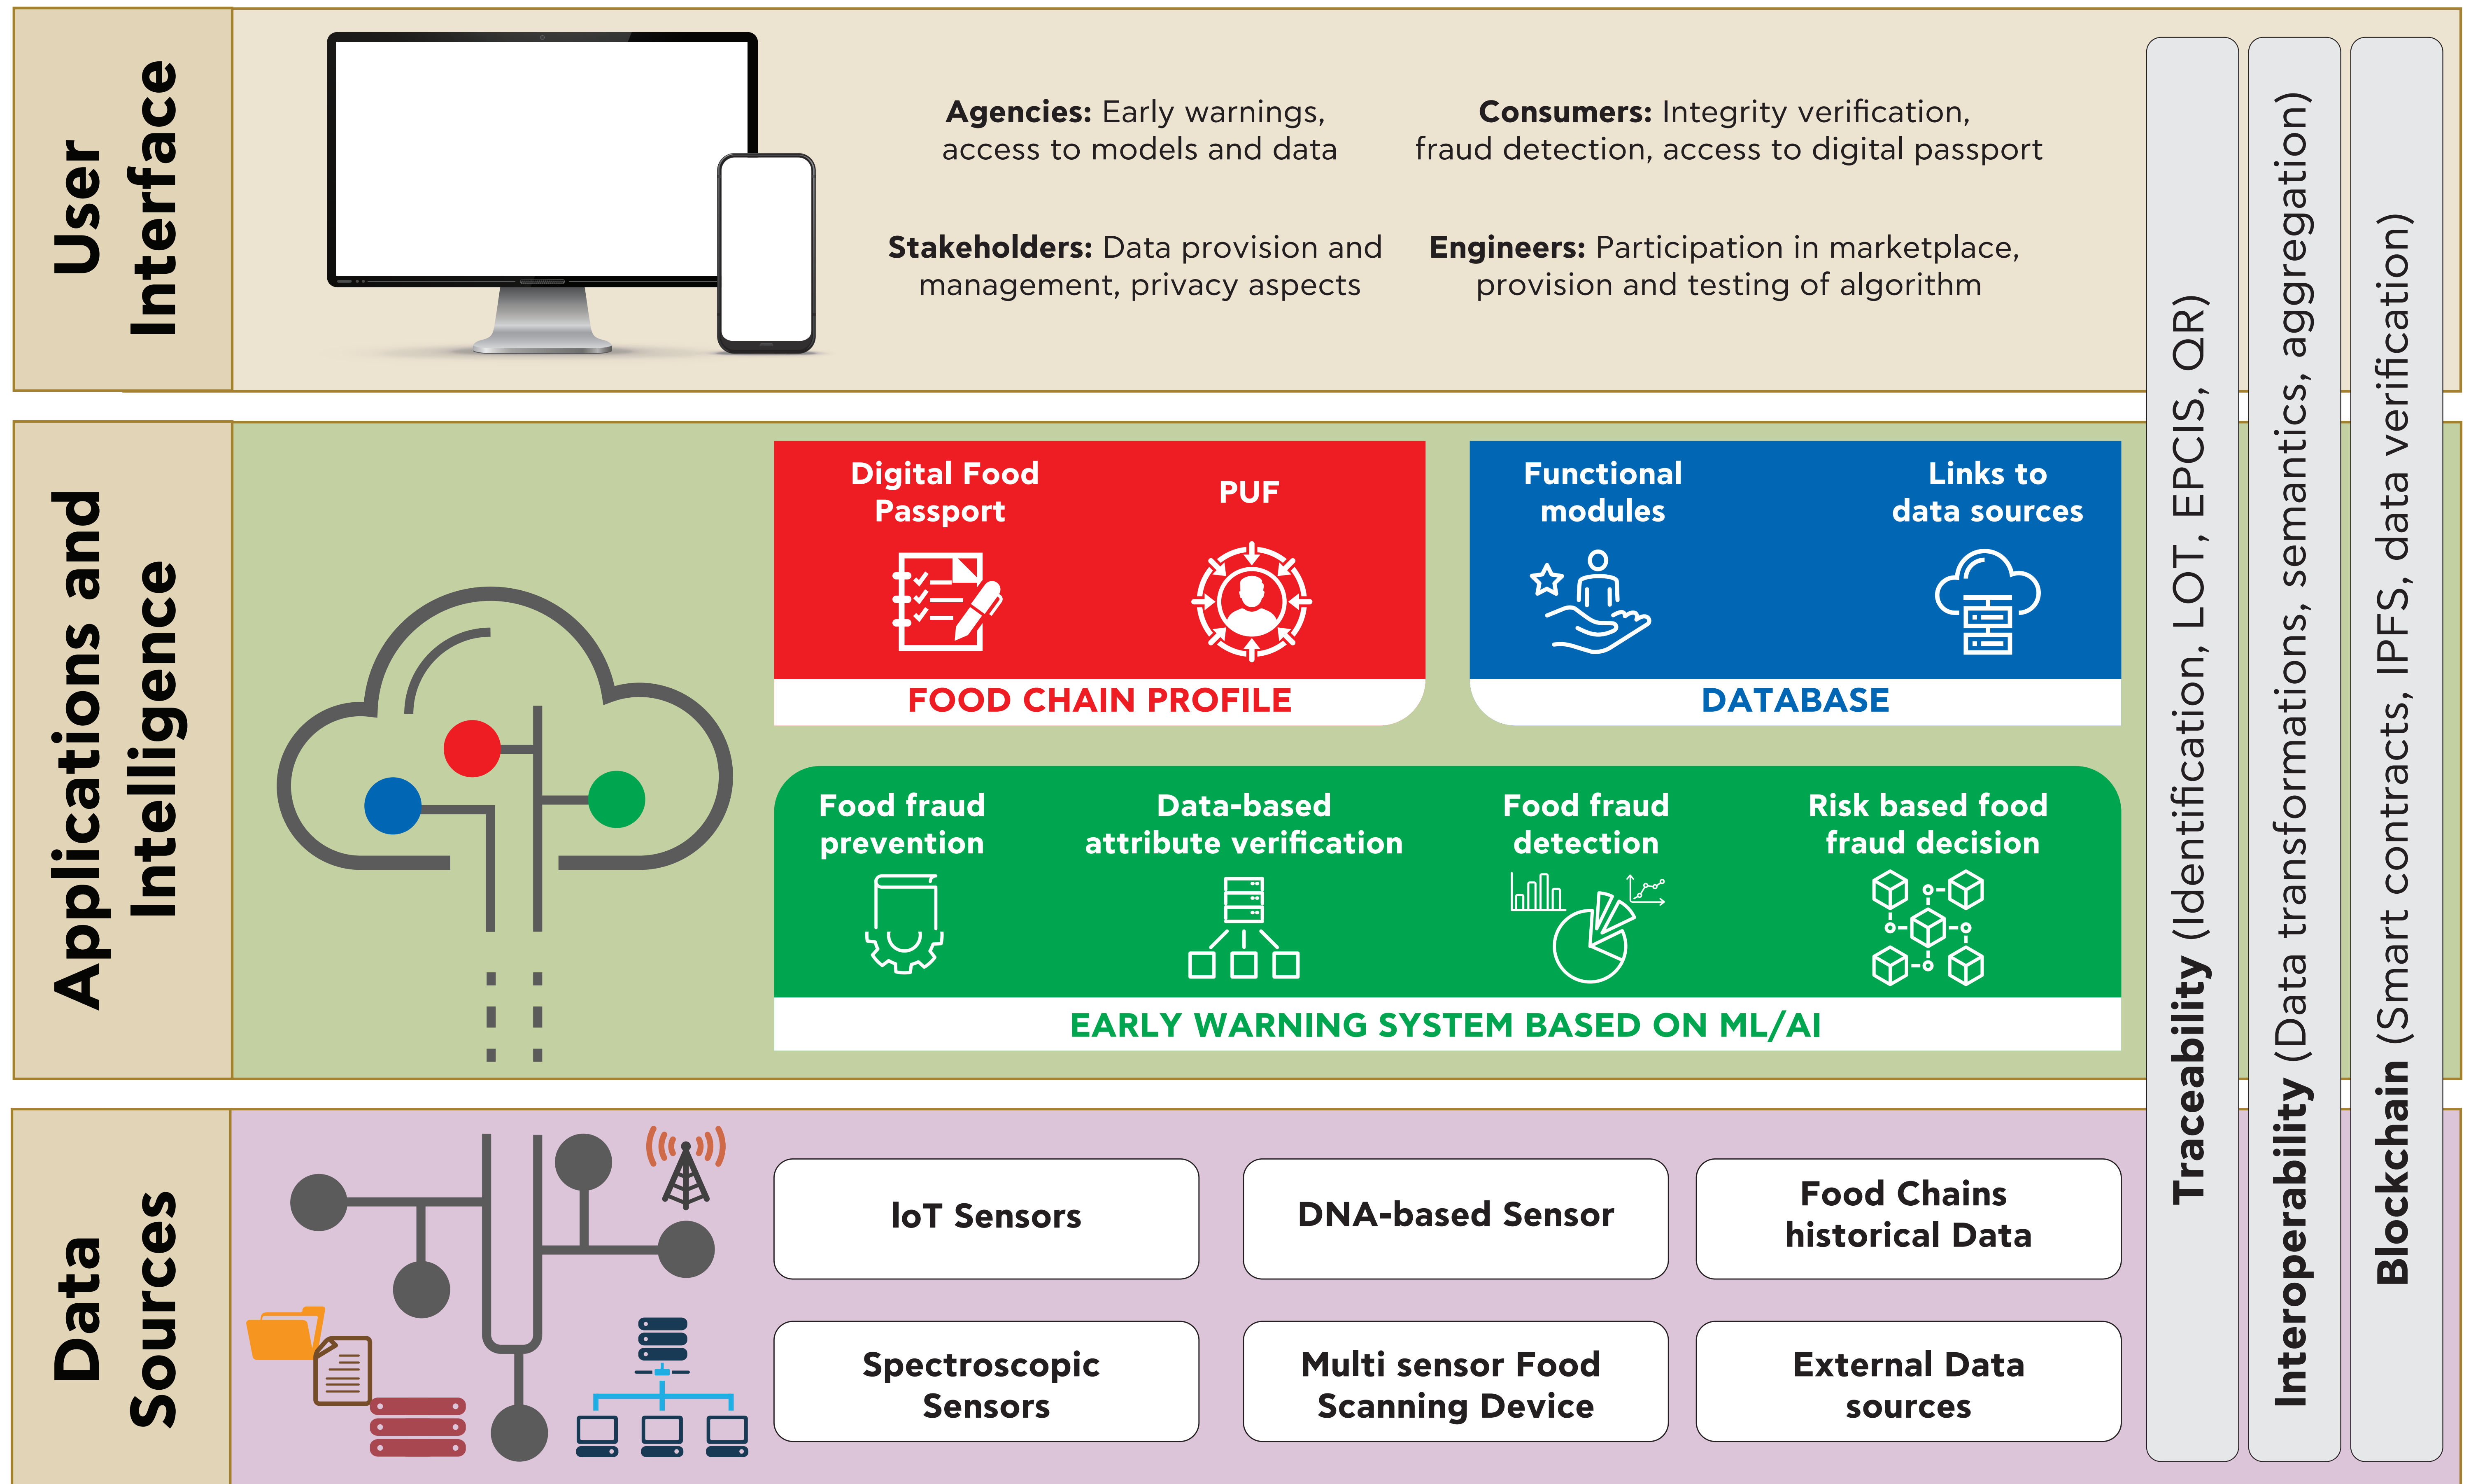 User
Interface
Agencies: Early warnings,
access to models and data
Consumers: Integrity verification,
fraud detection, access to digital passport
Stakeholders: Data provision and
management, privacy aspects
Engineers: Participation in marketplace,
provision and testing of algorithm
Applications and
Intelligence
Digital Food
Passport
PUF
FOOD CHAIN PROFILE
Functional
modules
Links to
data sources
DATABASE
Food fraud
prevention
Data-based
attribute verification
Food fraud
detection
Risk based food
fraud decision
EARLY WARNING SYSTEM BASED ON ML/AI
Data
Sources
IoT Sensors
DNA-based Sensor
Food Chains
historical Data
Spectroscopic
Sensors
Multi sensor Food
Scanning Device
External Data
sources
Traceability (Identification, LOT, EPCIS, QR)
Interoperability (Data transformations, semantics, aggregation)
Blockchain (Smart contracts, IPFS, data verification)